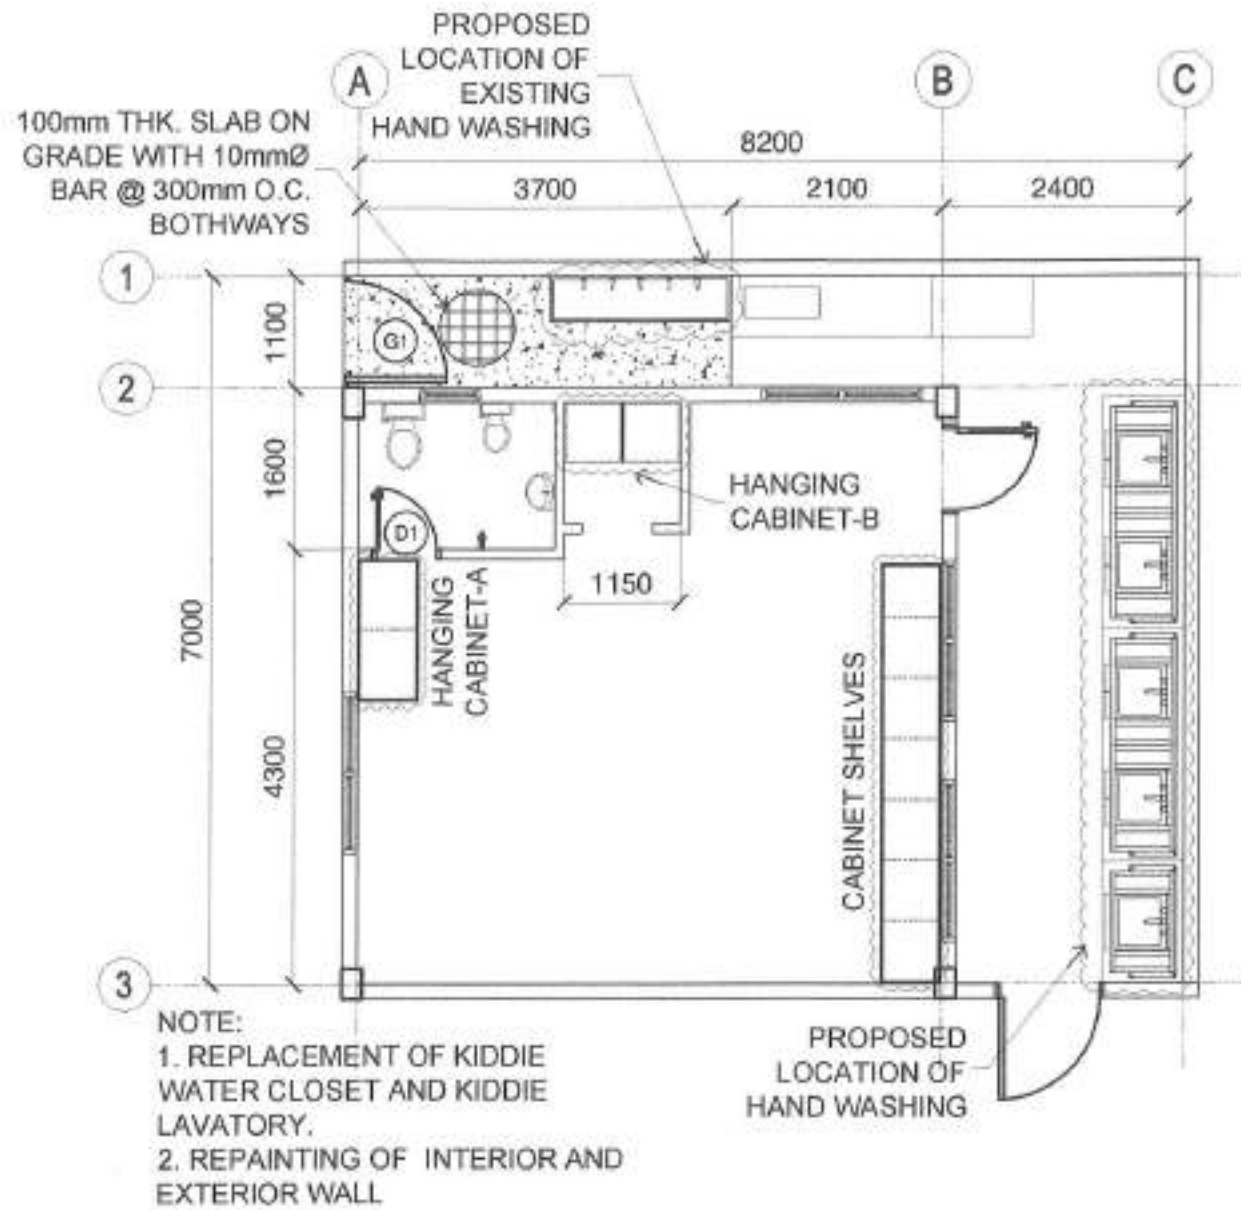 PROPOSED
LOCATION OF
EXISTING
HAND WASHING
A
B
C
100mm THK. SLAB ON
GRADE WITH 10mmØ
BAR @ 300mm O.C.
BOTHWAYS
8200
3700
2100
2400
1
1100
G1
2
1600
HANGING
CABINET-B
D1
1150
HANGING
CABINET-A
7000
4300
CABINET SHELVES
3
NOTE:
1. REPLACEMENT OF KIDDIE
WATER CLOSET AND KIDDIE
LAVATORY.
2. REPAINTING OF INTERIOR AND
EXTERIOR WALL
PROPOSED
LOCATION OF
HAND WASHING